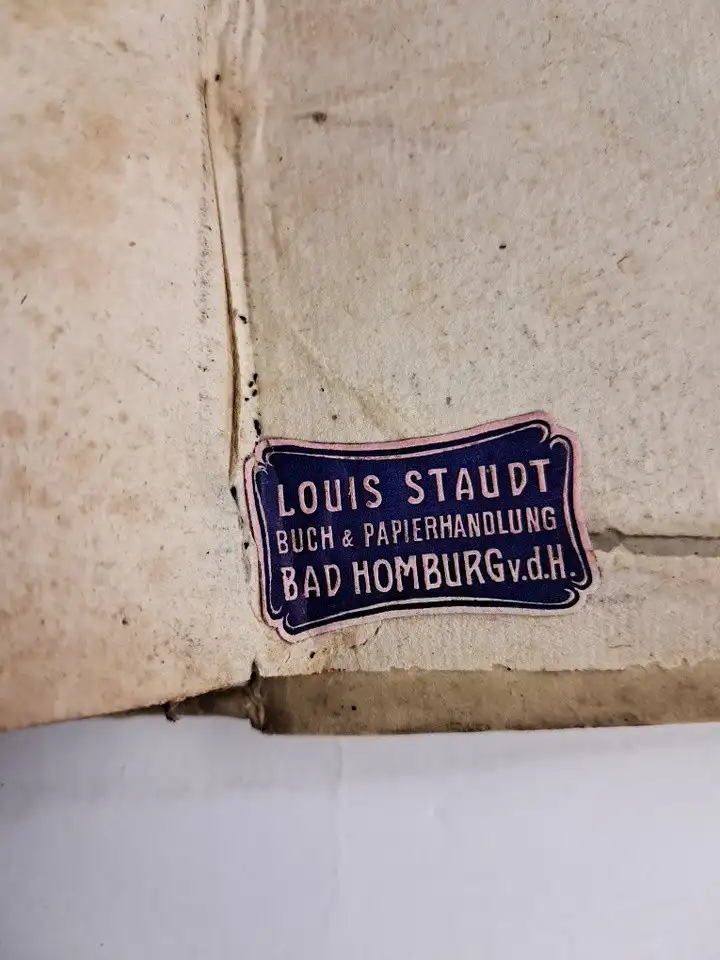 LOUIS STAUDT
BUCH & PAPIERHANDLUNG
BAD HOMBURG v.d.H.